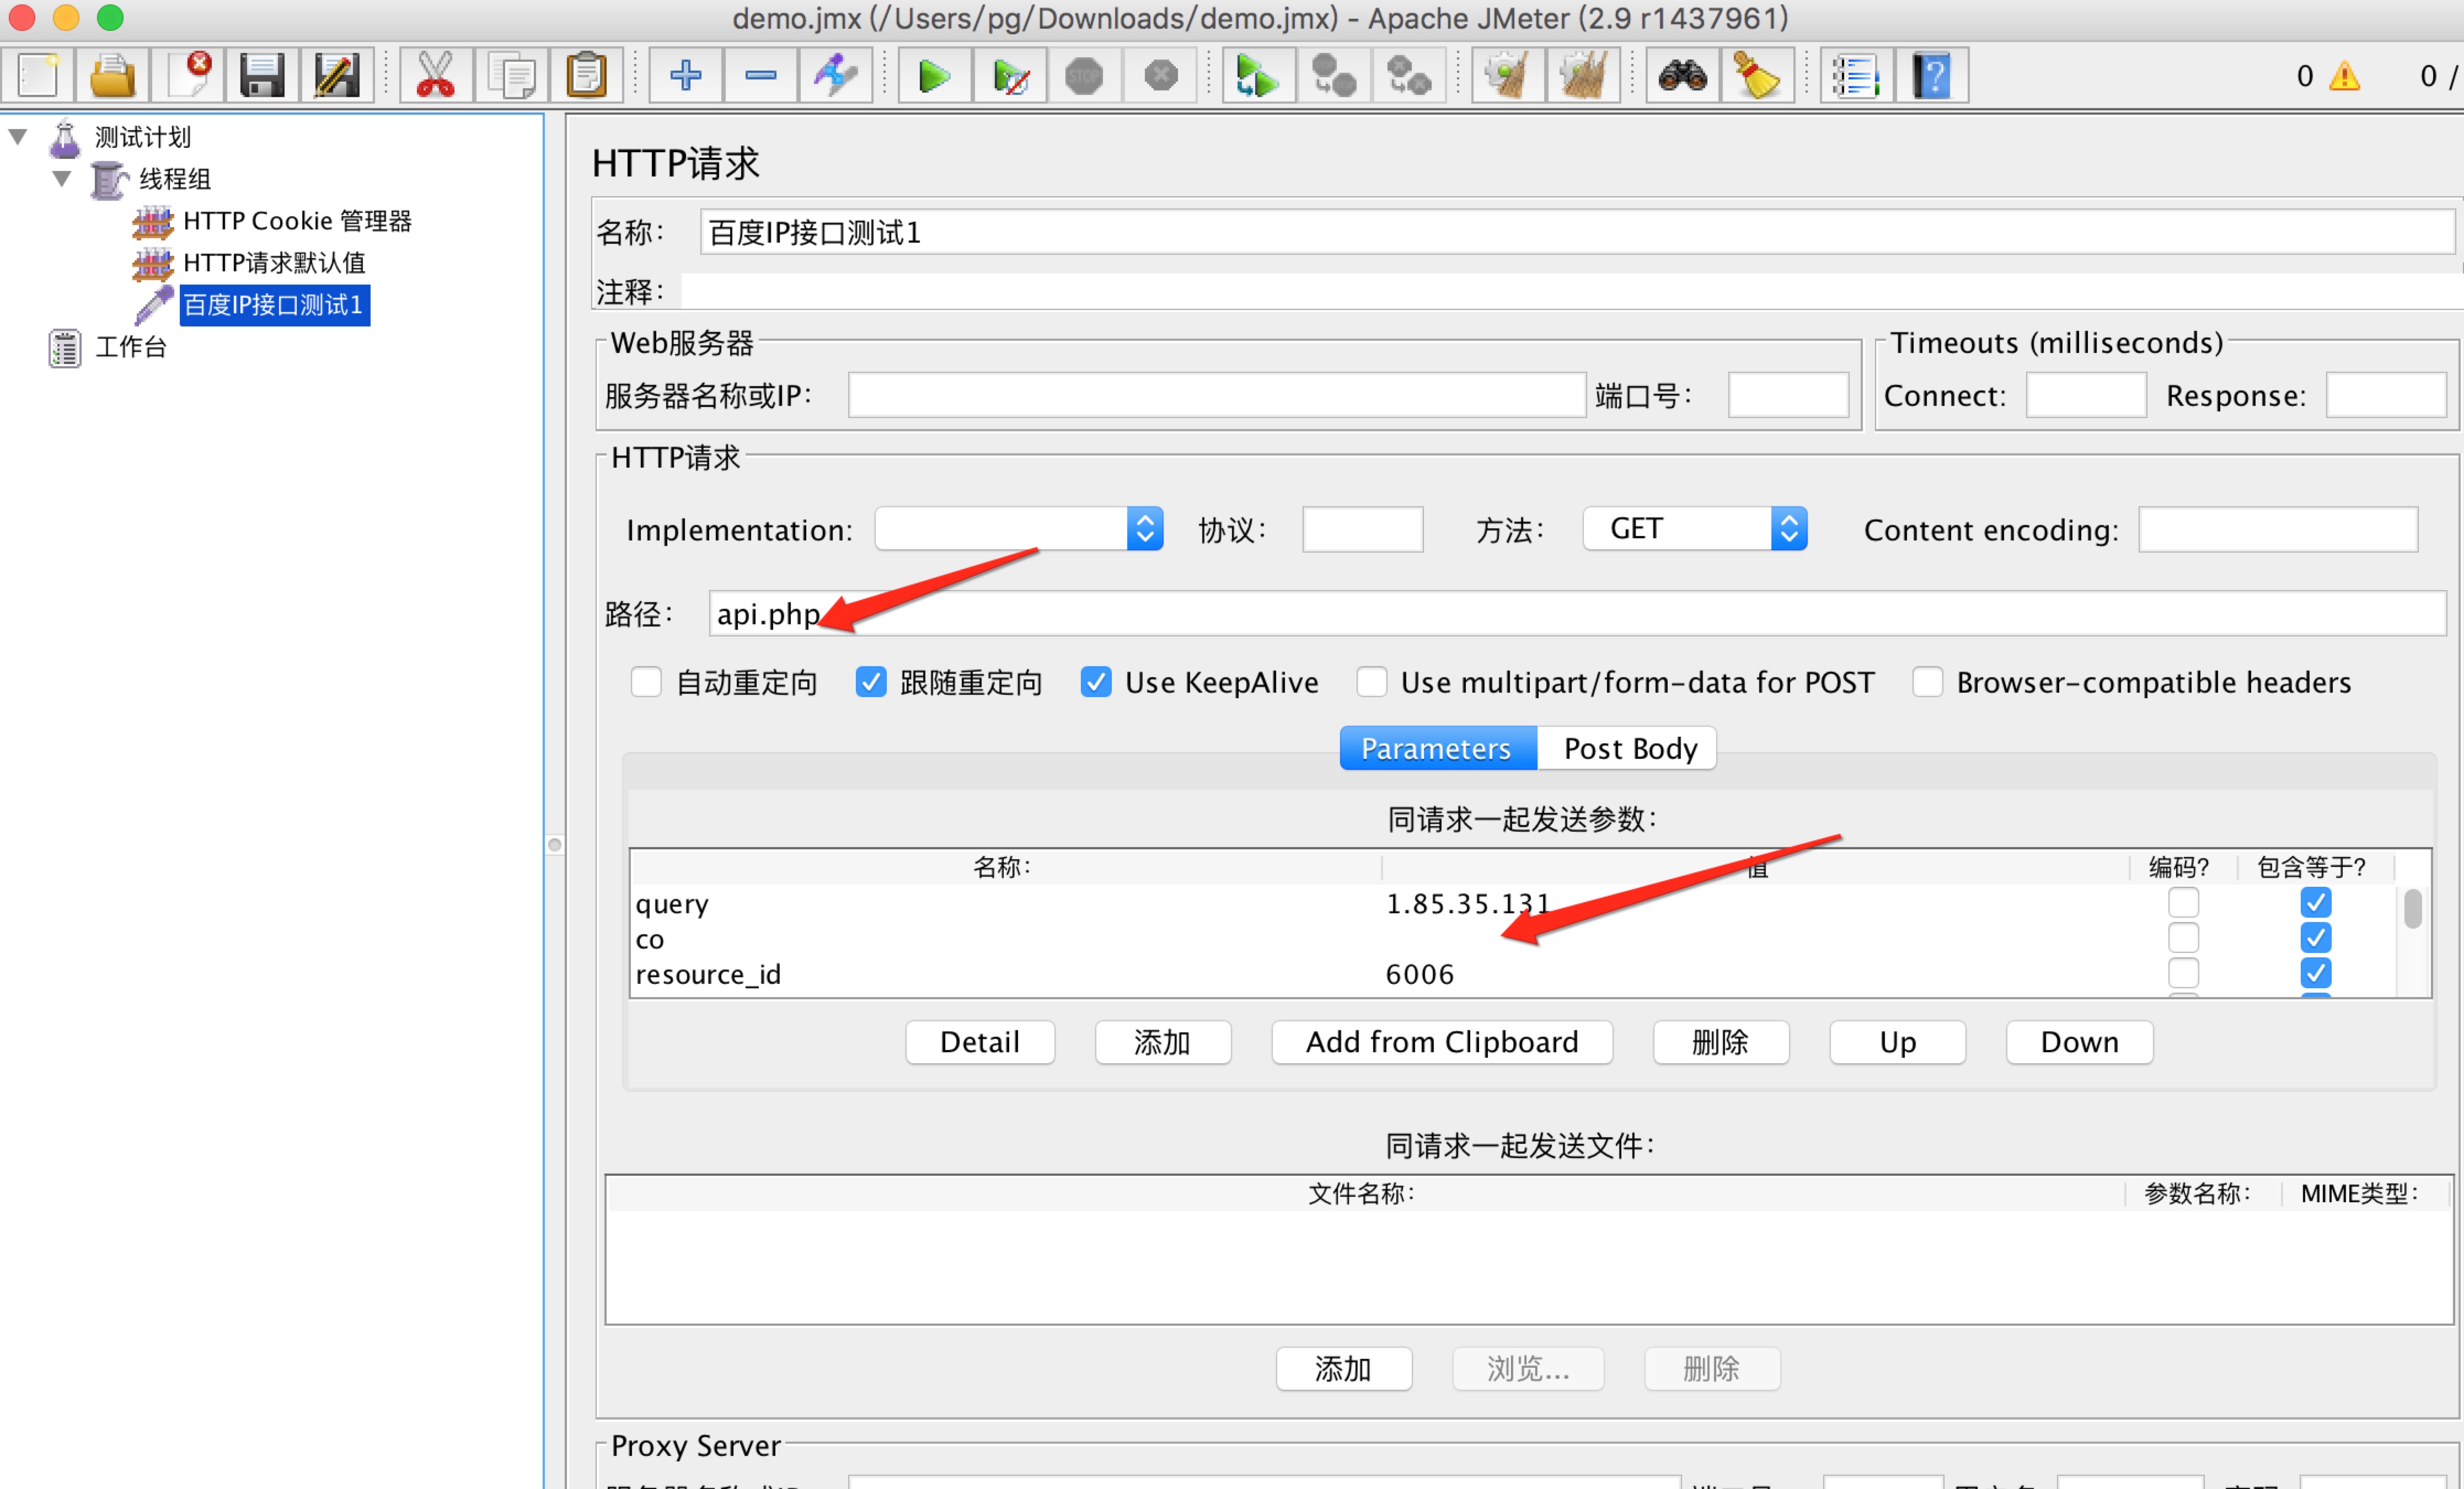 demo.jmx (/Users/pg/Downloads/demo.jmx) - Apache JMeter (2.9 r1437961)
STOP
0
0 /
测试计划
线程组
HTTP Cookie 管理器
HTTP请求默认值
百度IP接口测试1
工作台
HTTP请求
名称： 百度IP接口测试1
注释：
Web服务器
服务器名称或IP： 端口号：
Timeouts (milliseconds)
Connect: Response:
HTTP请求
Implementation: 协议： 方法： GET Content encoding:
路径： api.php
自动重定向 跟随重定向 Use KeepAlive Use multipart/form-data for POST Browser-compatible headers
Parameters Post Body
同请求一起发送参数：
名称： 值 编码? 包含等于?
query 1.85.35.131
co
resource_id 6006
Detail 添加 Add from Clipboard 删除 Up Down
同请求一起发送文件：
文件名称： 参数名称： MIME类型：
添加 浏览... 删除
Proxy Server